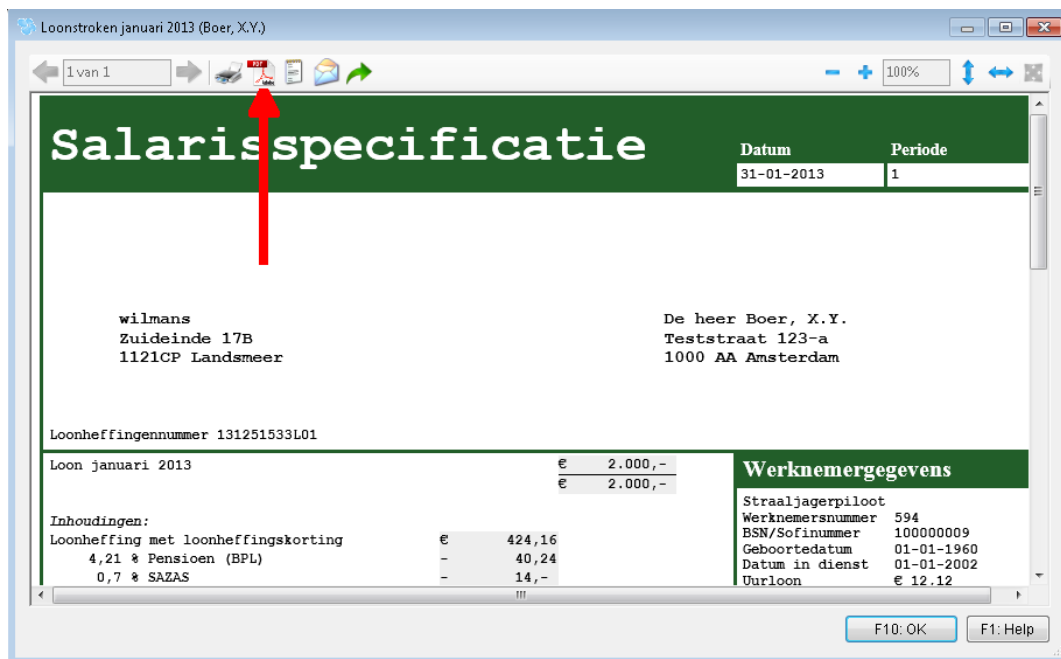 Loonstroken januari 2013 (Boer, X.Y.)
1 van 1
100%
Salarisspecificatie
Datum Periode
31-01-2013 1
wilmans De heer Boer, X.Y.
Zuideinde 17B Teststraat 123-a
1121CP Landsmeer 1000 AA Amsterdam
Loonheffingennummer 131251533L01
Loon januari 2013 € 2.000,-
€ 2.000,-
Werknemergegevens
Straaljagerpiloot
Inhoudingen: Werknemersnummer 594
Loonheffing met loonheffingskorting € 424,16 BSN/Sofinummer 100000009
4,21 % Pensioen (BPL) - 40,24 Geboortedatum 01-01-1960
0,7 % SAZAS - 14,- Datum in dienst 01-01-2002
Uurloon € 12.12
F10: OK F1: Help